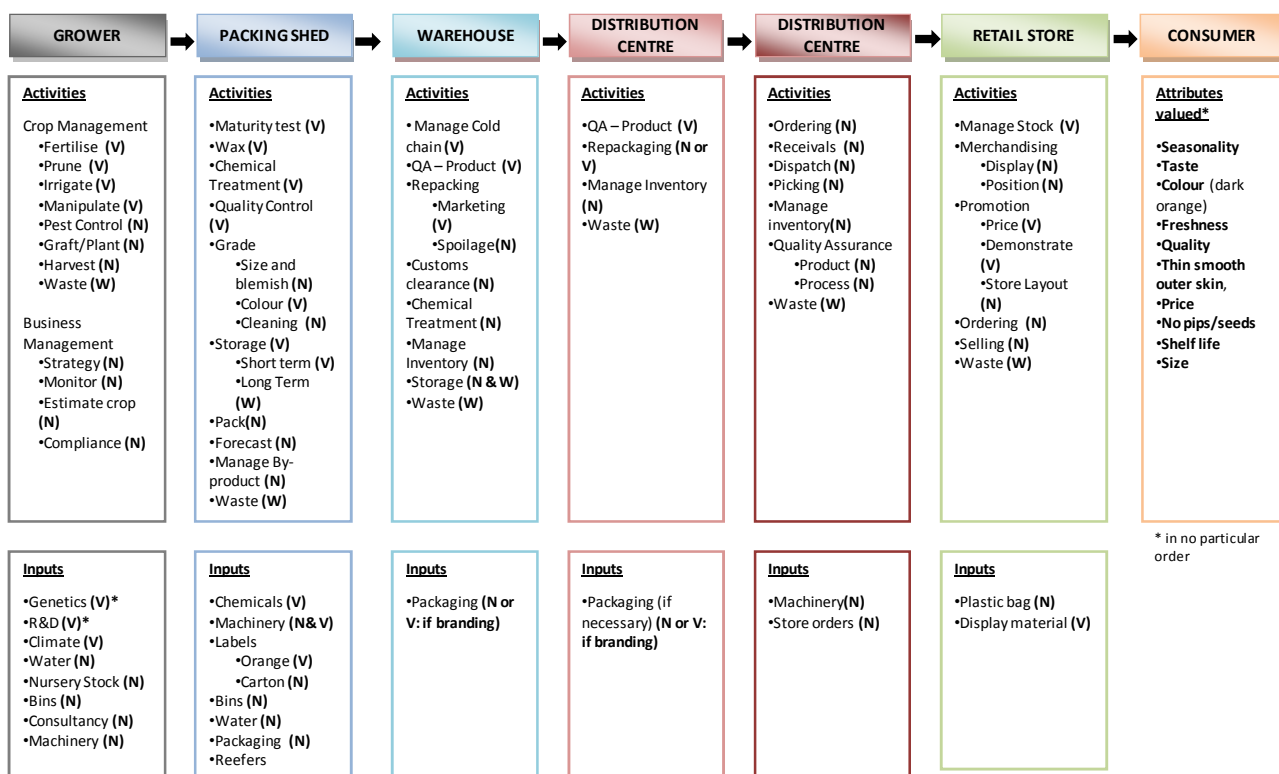 GROWER
PACKING SHED
WAREHOUSE
DISTRIBUTION
CENTRE
DISTRIBUTION
CENTRE
RETAIL STORE
CONSUMER
Activities
Crop Management
•Fertilise (V)
•Prune (V)
•Irrigate (V)
•Manipulate (V)
•Pest Control (N)
•Graft/Plant (N)
•Harvest (N)
•Waste (W)
Business
Management
•Strategy (N)
•Monitor (N)
•Estimate crop
(N)
•Compliance (N)
Activities
•Maturity test (V)
•Wax (V)
•Chemical
Treatment (V)
•Quality Control
(V)
•Grade
•Size and
blemish (N)
•Colour (V)
•Cleaning (N)
•Storage (V)
•Short term (V)
•Long Term
(W)
•Pack(N)
•Forecast (N)
•Manage By-
product (N)
•Waste (W)
Activities
• Manage Cold
chain (V)
•QA – Product (V)
•Repacking
•Marketing
(V)
•Spoilage(N)
•Customs
clearance (N)
•Chemical
Treatment (N)
•Manage
Inventory (N)
•Storage (N & W)
•Waste (W)
Activities
•QA – Product (V)
•Repackaging (N or
V)
•Manage Inventory
(N)
•Waste (W)
Activities
•Ordering (N)
•Receivals (N)
•Dispatch (N)
•Picking (N)
•Manage
inventory(N)
•Quality Assurance
•Product (N)
•Process (N)
•Waste (W)
Activities
•Manage Stock (V)
•Merchandising
•Display (N)
•Position (N)
•Promotion
•Price (V)
•Demonstrate
(V)
•Store Layout
(N)
•Ordering (N)
•Selling (N)
•Waste (W)
Attributes
valued*
•Seasonality
•Taste
•Colour (dark
orange)
•Freshness
•Quality
•Thin smooth
outer skin,
•Price
•No pips/seeds
•Shelf life
•Size
* in no particular
order
Inputs
•Genetics (V)*
•R&D (V)*
•Climate (V)
•Water (N)
•Nursery Stock (N)
•Bins (N)
•Consultancy (N)
•Machinery (N)
Inputs
•Chemicals (V)
•Machinery (N& V)
•Labels
•Orange (V)
•Carton (N)
•Bins (N)
•Water (N)
•Packaging (N)
•Reefers
Inputs
•Packaging (N or
V: if branding)
Inputs
•Packaging (if
necessary) (N or V:
if branding)
Inputs
•Machinery(N)
•Store orders (N)
Inputs
•Plastic bag (N)
•Display material (V)